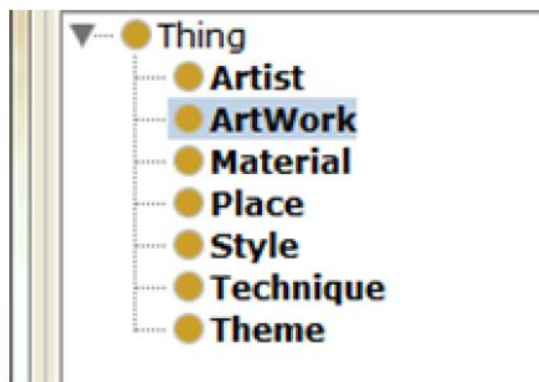 Thing
Artist
ArtWork
Material
Place
Style
Technique
Theme